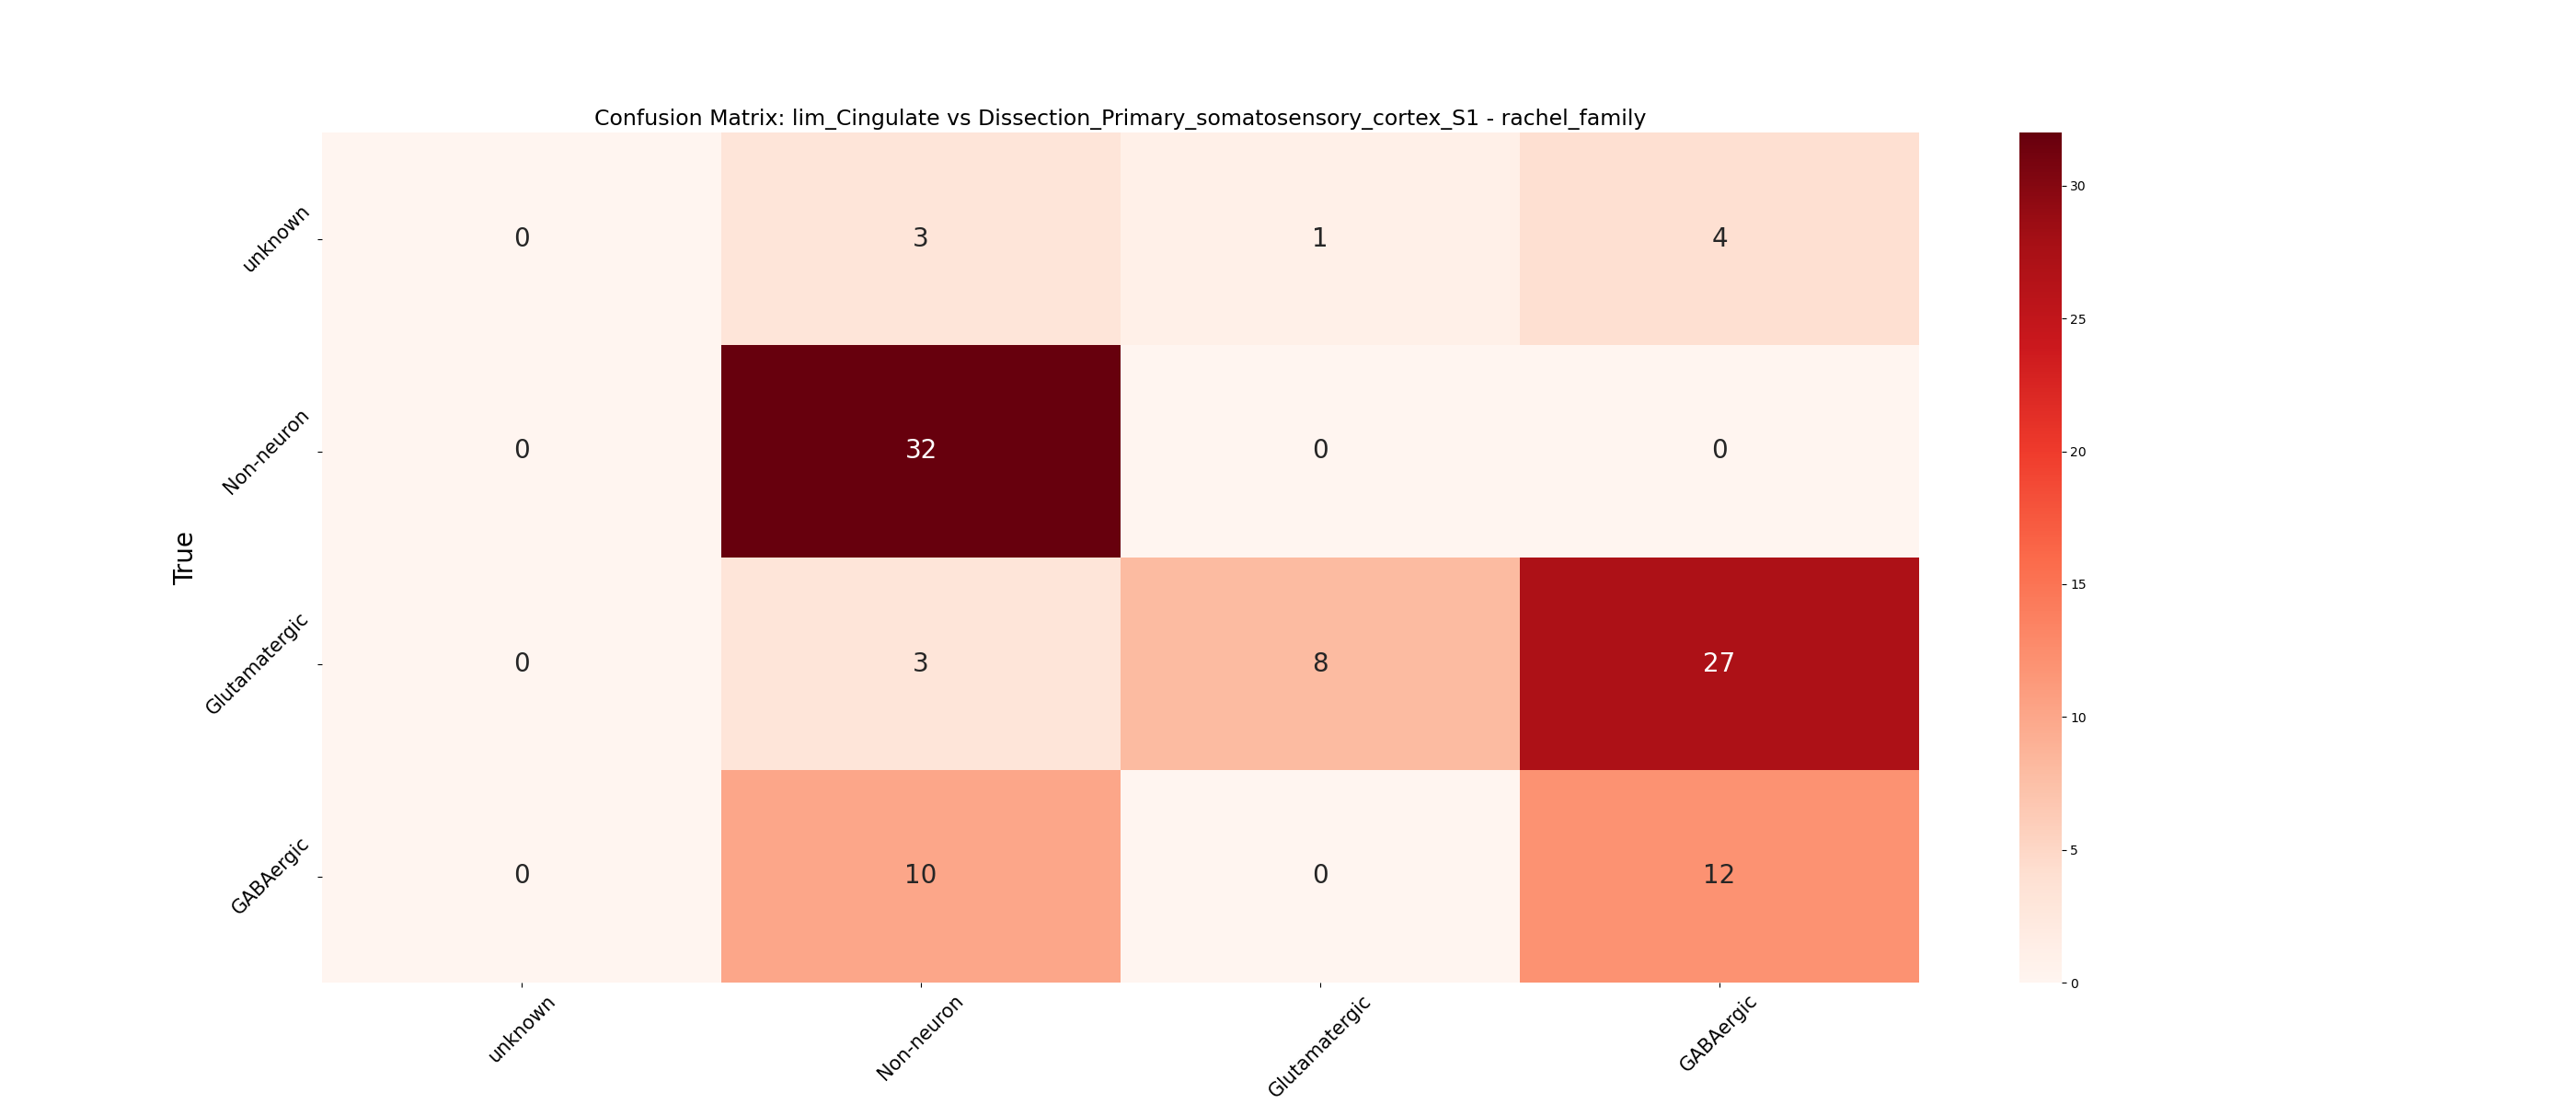 Confusion Matrix: lim_Cingulate vs Dissection_Primary_somatosensory_cortex_S1 - rachel_family
True
unknown
0 3 1 4
Non-neuron
0 32 0 0
Glutamatergic
0 3 8 27
GABAergic
0 10 0 12
unknown Non-neuron Glutamatergic GABAergic
30
25
20
15
10
5
0